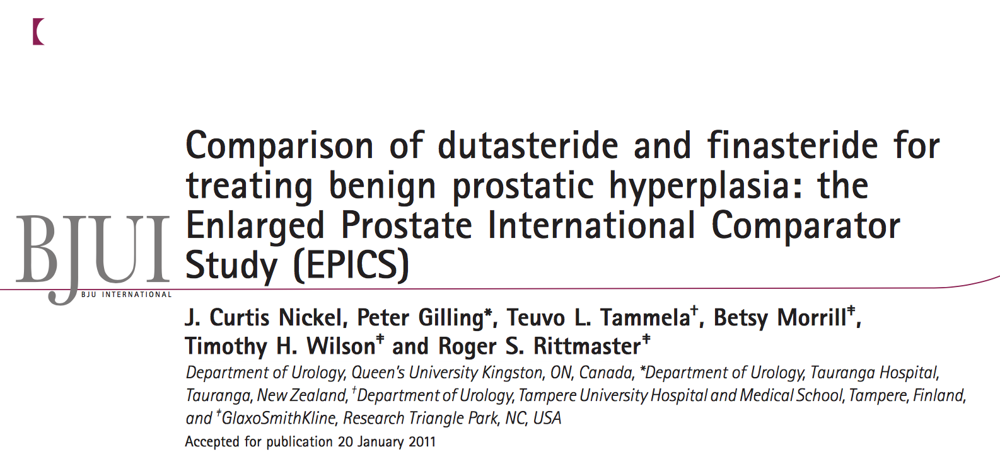 Comparison of dutasteride and finasteride for
treating benign prostatic hyperplasia: the
Enlarged Prostate International Comparator
Study (EPICS)
BJUI
BJU INTERNATIONAL
J. Curtis Nickel, Peter Gilling*, Teuvo L. Tammela†, Betsy Morrill‡,
Timothy H. Wilson‡ and Roger S. Rittmaster‡
Department of Urology, Queen's University Kingston, ON, Canada, *Department of Urology, Tauranga Hospital,
Tauranga, New Zealand, †Department of Urology, Tampere University Hospital and Medical School, Tampere, Finland,
and ‡GlaxoSmithKline, Research Triangle Park, NC, USA
Accepted for publication 20 January 2011